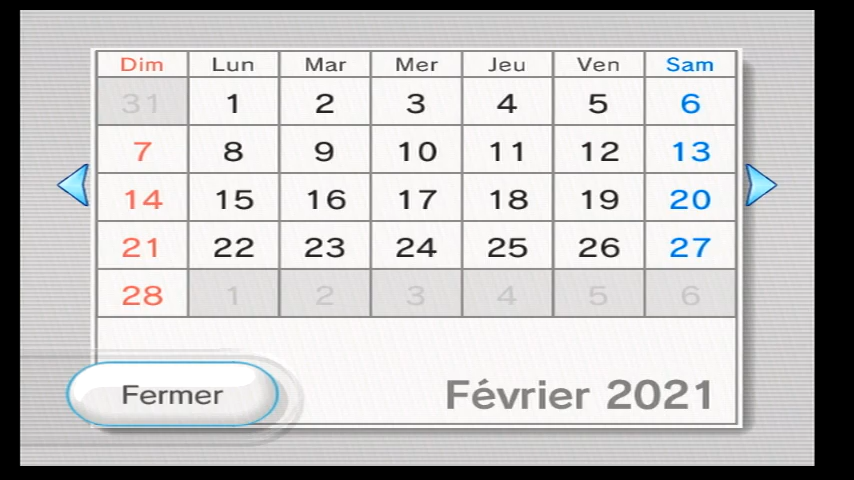 Dim Lun Mar Mer Jeu Ven Sam
31 1 2 3 4 5 6
7 8 9 10 11 12 13
14 15 16 17 18 19 20
21 22 23 24 25 26 27
28 1 2 3 4 5 6
Fermer
Février 2021